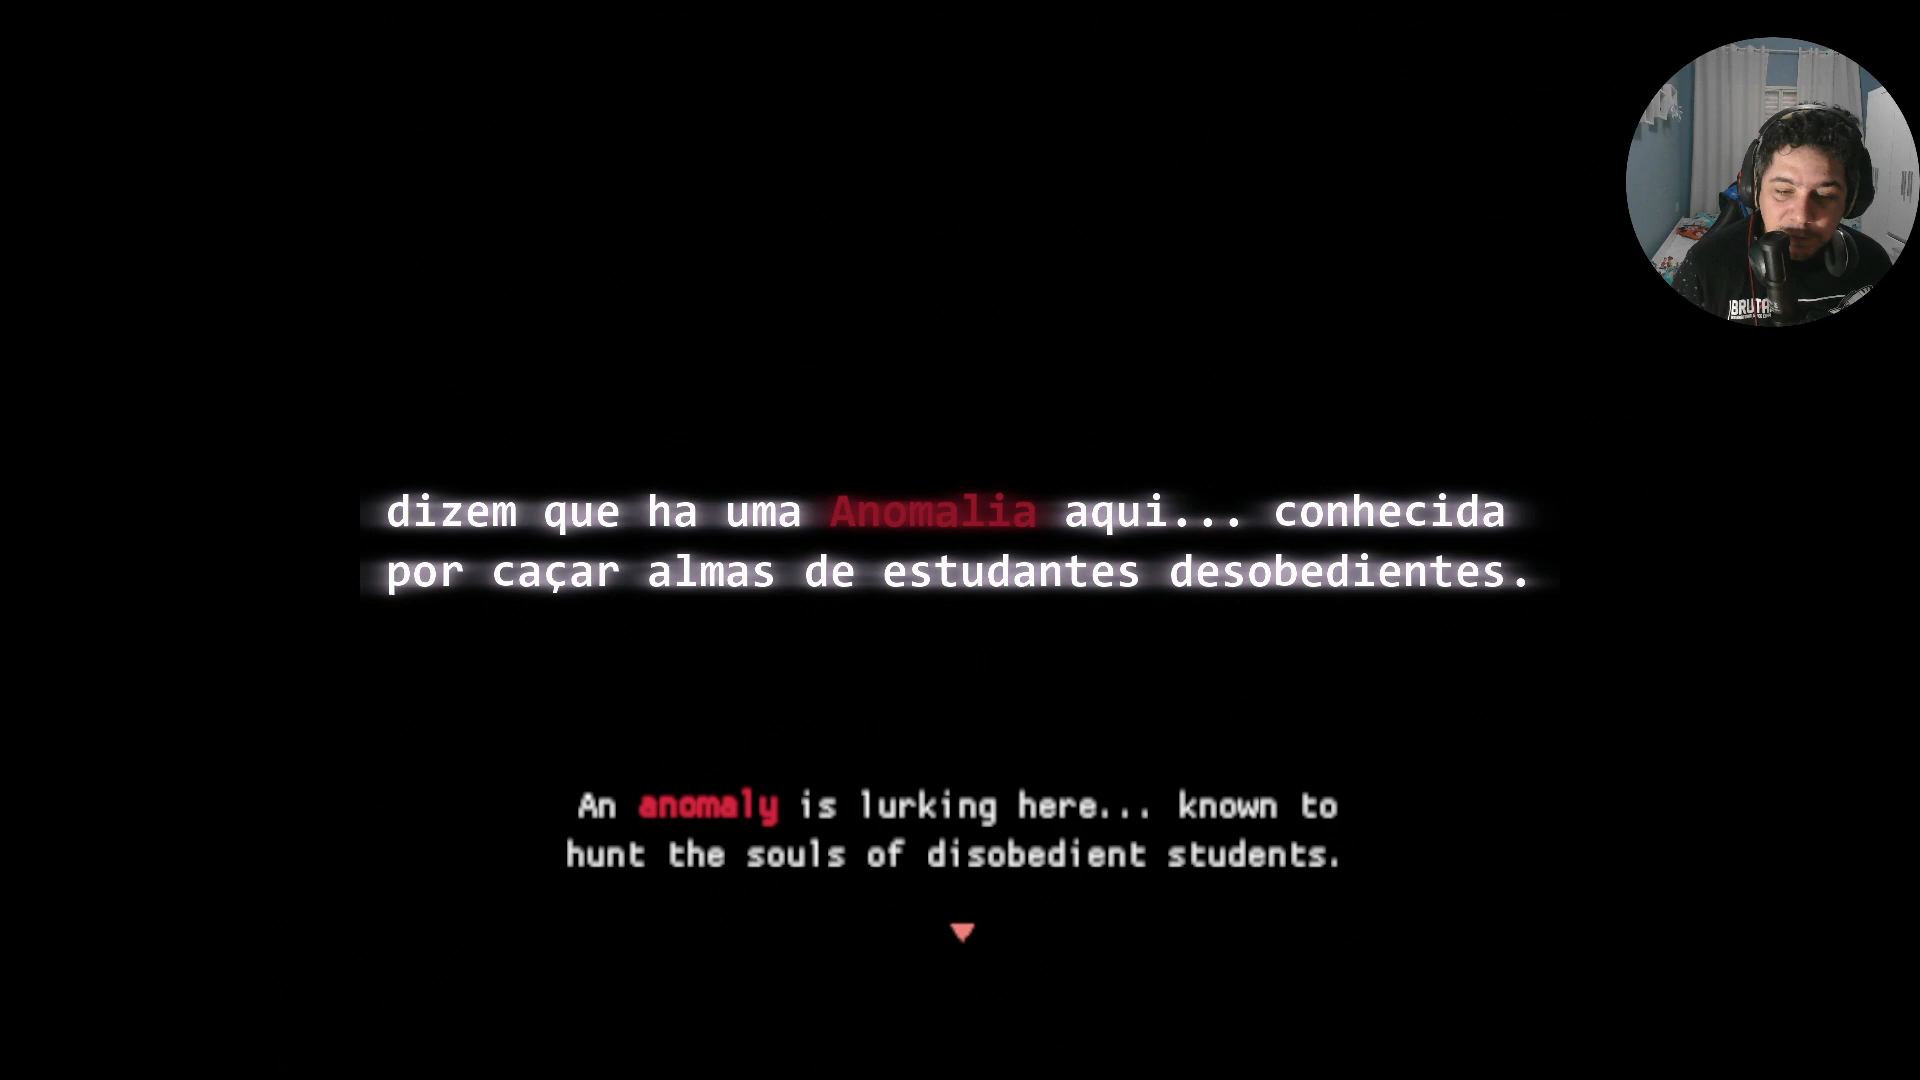 dizem que ha uma Anomalia aqui... conhecida
por caçar almas de estudantes desobedientes.
An anomaly is lurking here... known to
hunt the souls of disobedient students.